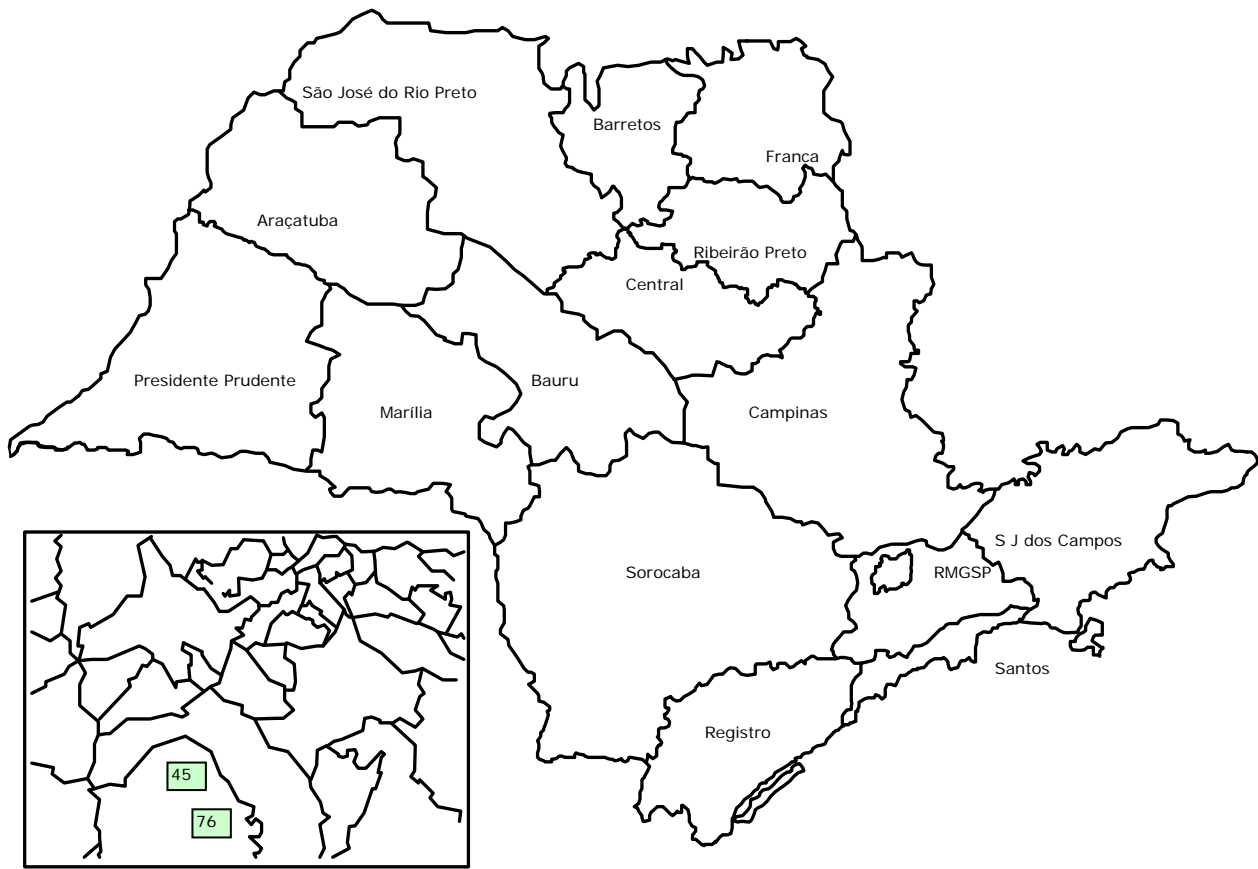 São José do Rio Preto
Barretos
Franca
Araçatuba
Ribeirão Preto
Central
Presidente Prudente
Marília
Bauru
Campinas
S J dos Campos
Sorocaba
RMGSP
Santos
Registro
45
76